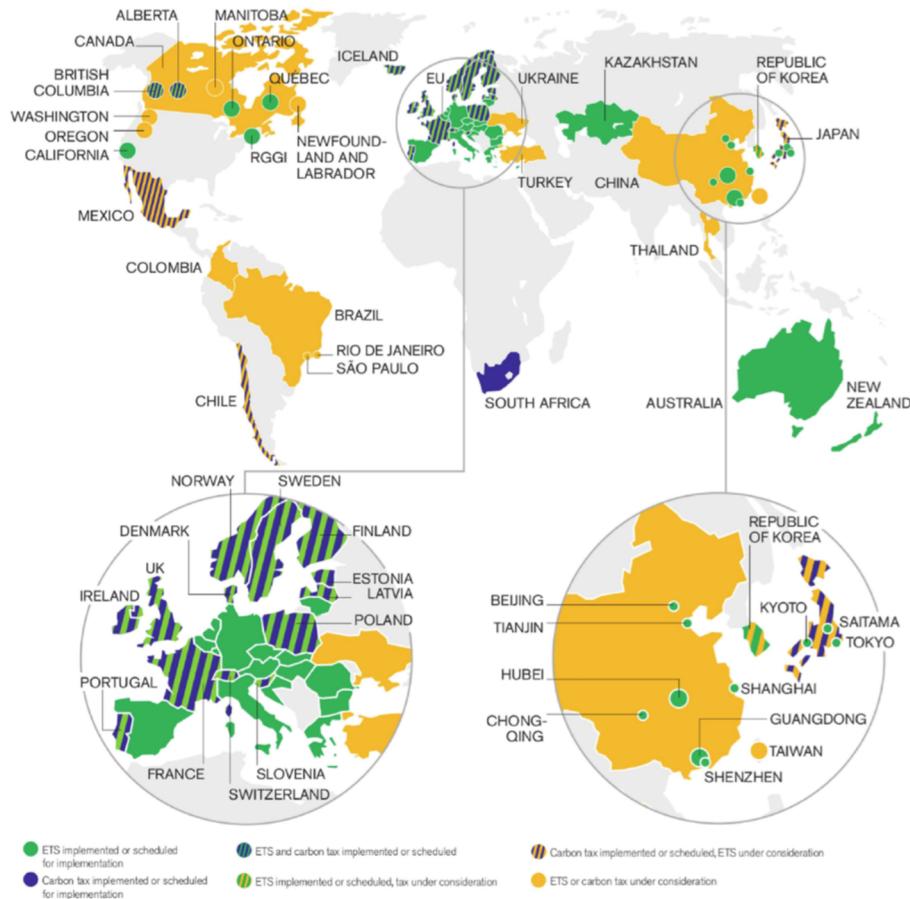 ALBERTA
MANITOBA
CANADA
ONTARIO
BRITISH
COLUMBIA
QUÉBEC
WASHINGTON
OREGON
CALIFORNIA
RGGI
NEWFOUND-
LAND AND
LABRADOR
MEXICO
ICELAND
EU
UKRAINE
TURKEY
KAZAKHSTAN
REPUBLIC
OF KOREA
JAPAN
CHINA
THAILAND
COLOMBIA
BRAZIL
RIO DE JANEIRO
SÃO PAULO
CHILE
SOUTH AFRICA
AUSTRALIA
NEW
ZEALAND
NORWAY
SWEDEN
DENMARK
FINLAND
UK
IRELAND
ESTONIA
LATVIA
POLAND
PORTUGAL
FRANCE
SLOVENIA
SWITZERLAND
REPUBLIC
OF KOREA
BEIJING
TIANJIN
KYOTO
SAITAMA
TOKYO
HUBEI
SHANGHAI
CHONG-
QING
GUANGDONG
TAIWAN
SHENZHEN
ETS implemented or scheduled
for implementation
Carbon tax implemented or scheduled
for implementation
ETS and carbon tax implemented or scheduled
ETS implemented or scheduled, tax under consideration
Carbon tax implemented or scheduled, ETS under consideration
ETS or carbon tax under consideration